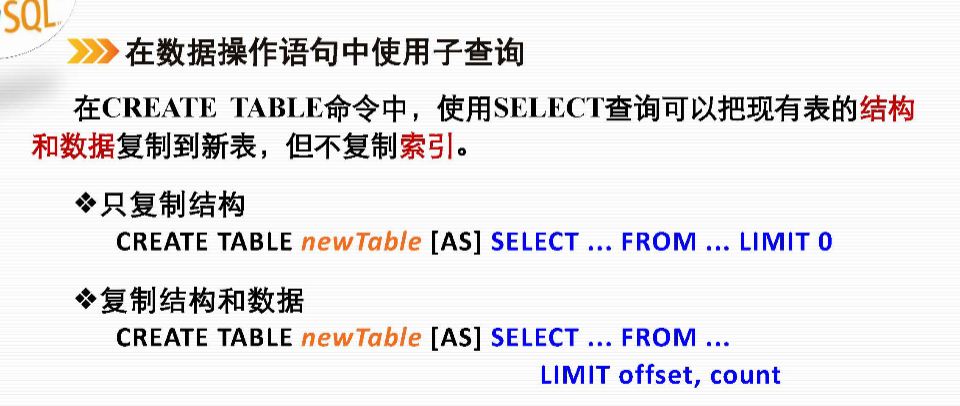 SQL
在数据操作语句中使用子查询
在CREATE TABLE命令中，使用SELECT查询可以把现有表的结构
和数据复制到新表，但不复制索引。
❖只复制结构
CREATE TABLE newTable [AS] SELECT ... FROM ... LIMIT 0
❖复制结构和数据
CREATE TABLE newTable [AS] SELECT ... FROM ...
LIMIT offset, count